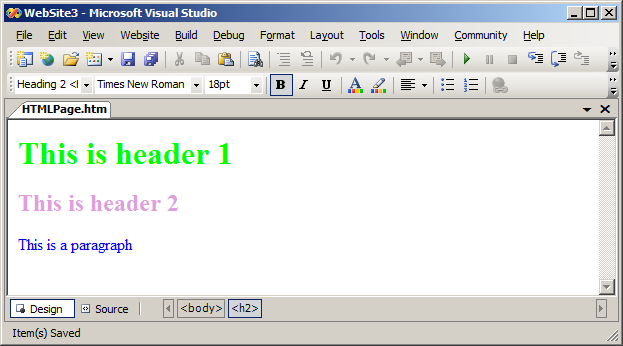 WebSite3 - Microsoft Visual Studio
File Edit View Website Build Debug Format Layout Tools Window Community Help
Heading 2 <l Times New Roman 18pt B I U A
HTMLPage.htm
This is header 1
This is header 2
This is a paragraph
Design Source <body> <h2>
Item(s) Saved